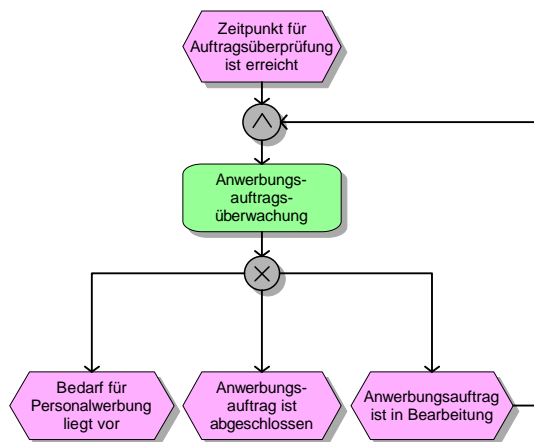 Zeitpunkt für
Auftragsüberprüfung
ist erreicht
Anwerbungs-
auftrags-
überwachung
Bedarf für
Personalwerbung
liegt vor
Anwerbungs-
auftrag ist
abgeschlossen
Anwerbungsauftrag
ist in Bearbeitung